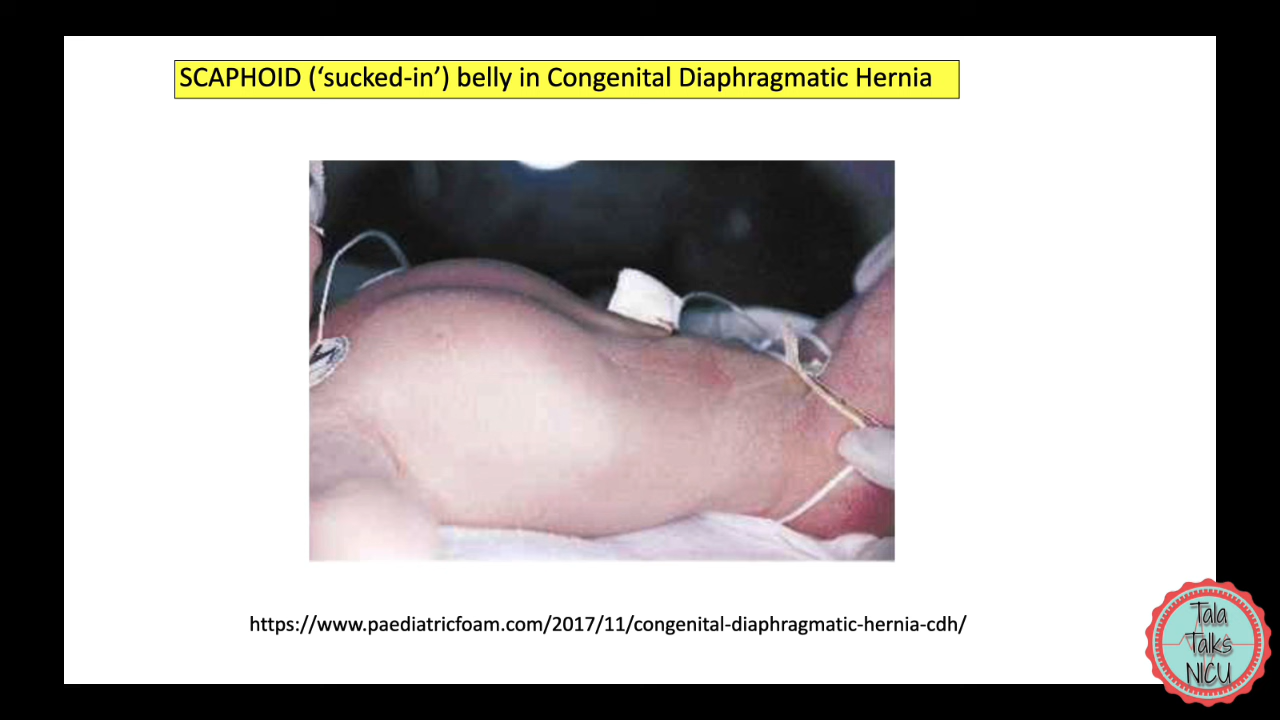 SCAPHOID (‘sucked-in’) belly in Congenital Diaphragmatic Hernia
https://www.paediatricfoam.com/2017/11/congenital-diaphragmatic-hernia-cdh/
Tala
Talks
NICU